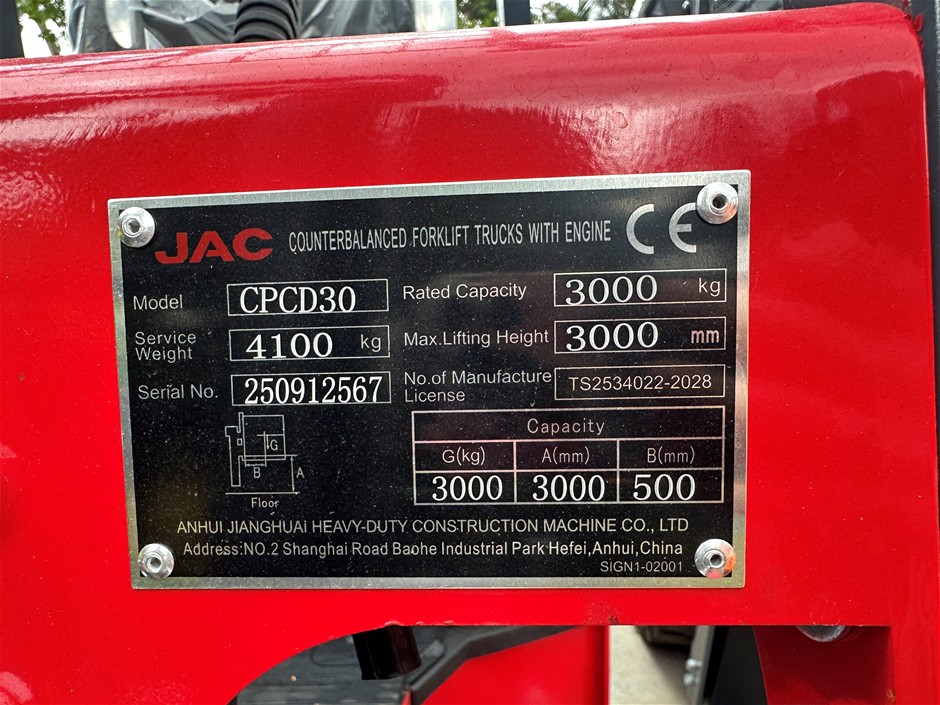 JAC COUNTERBALANCED FORKLIFT TRUCKS WITH ENGINE CE
Model CPCD30 Rated Capacity 3000 kg
Service Weight 4100 kg Max.Lifting Height 3000 mm
Serial No. 250912567 No.of Manufacture License TS2534022-2028
Capacity
G(kg) A(mm) B(mm)
3000 3000 500
G
B A
Floor
ANHUI JIANGHUAI HEAVY-DUTY CONSTRUCTION MACHINE CO., LTD
Address:NO.2 Shanghai Road Baohe Industrial Park Hefei,Anhui,China
SIGN1-02001